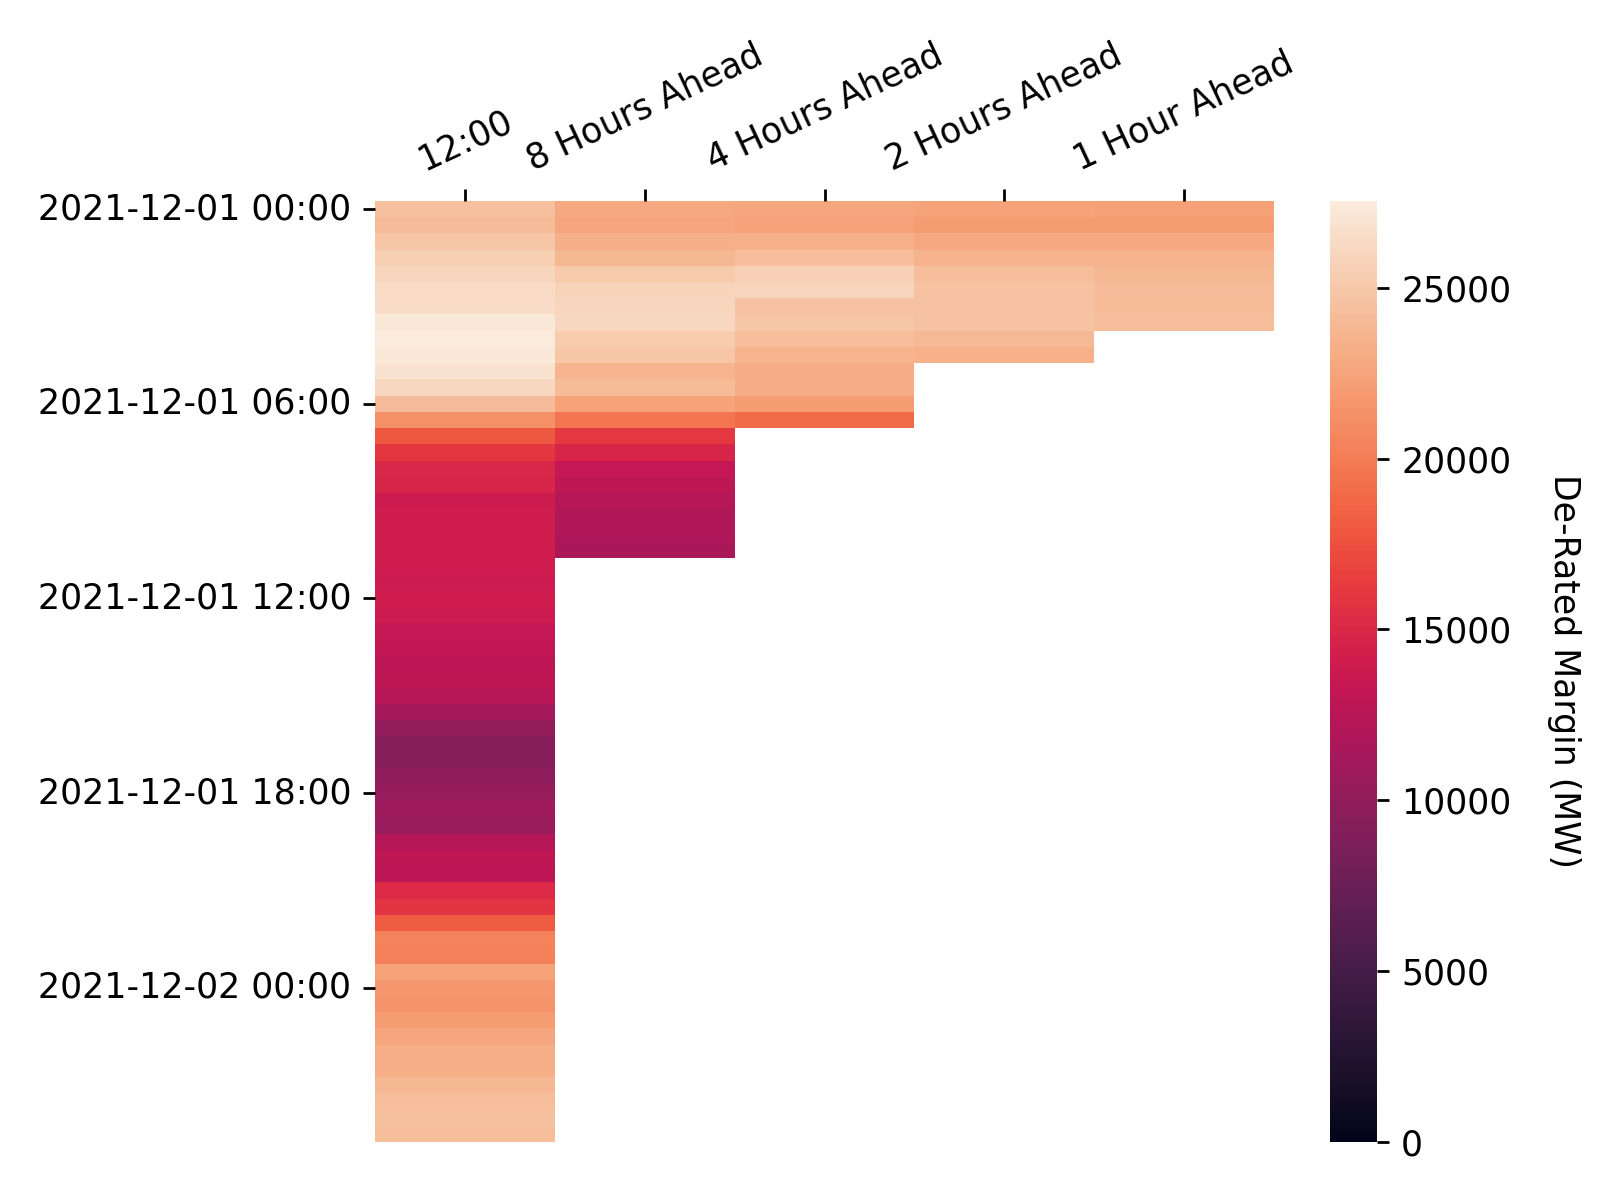 12:00
8 Hours Ahead
4 Hours Ahead
2 Hours Ahead
1 Hour Ahead
2021-12-01 00:00
2021-12-01 06:00
2021-12-01 12:00
2021-12-01 18:00
2021-12-02 00:00
25000
20000
15000
10000
5000
0
De-Rated Margin (MW)